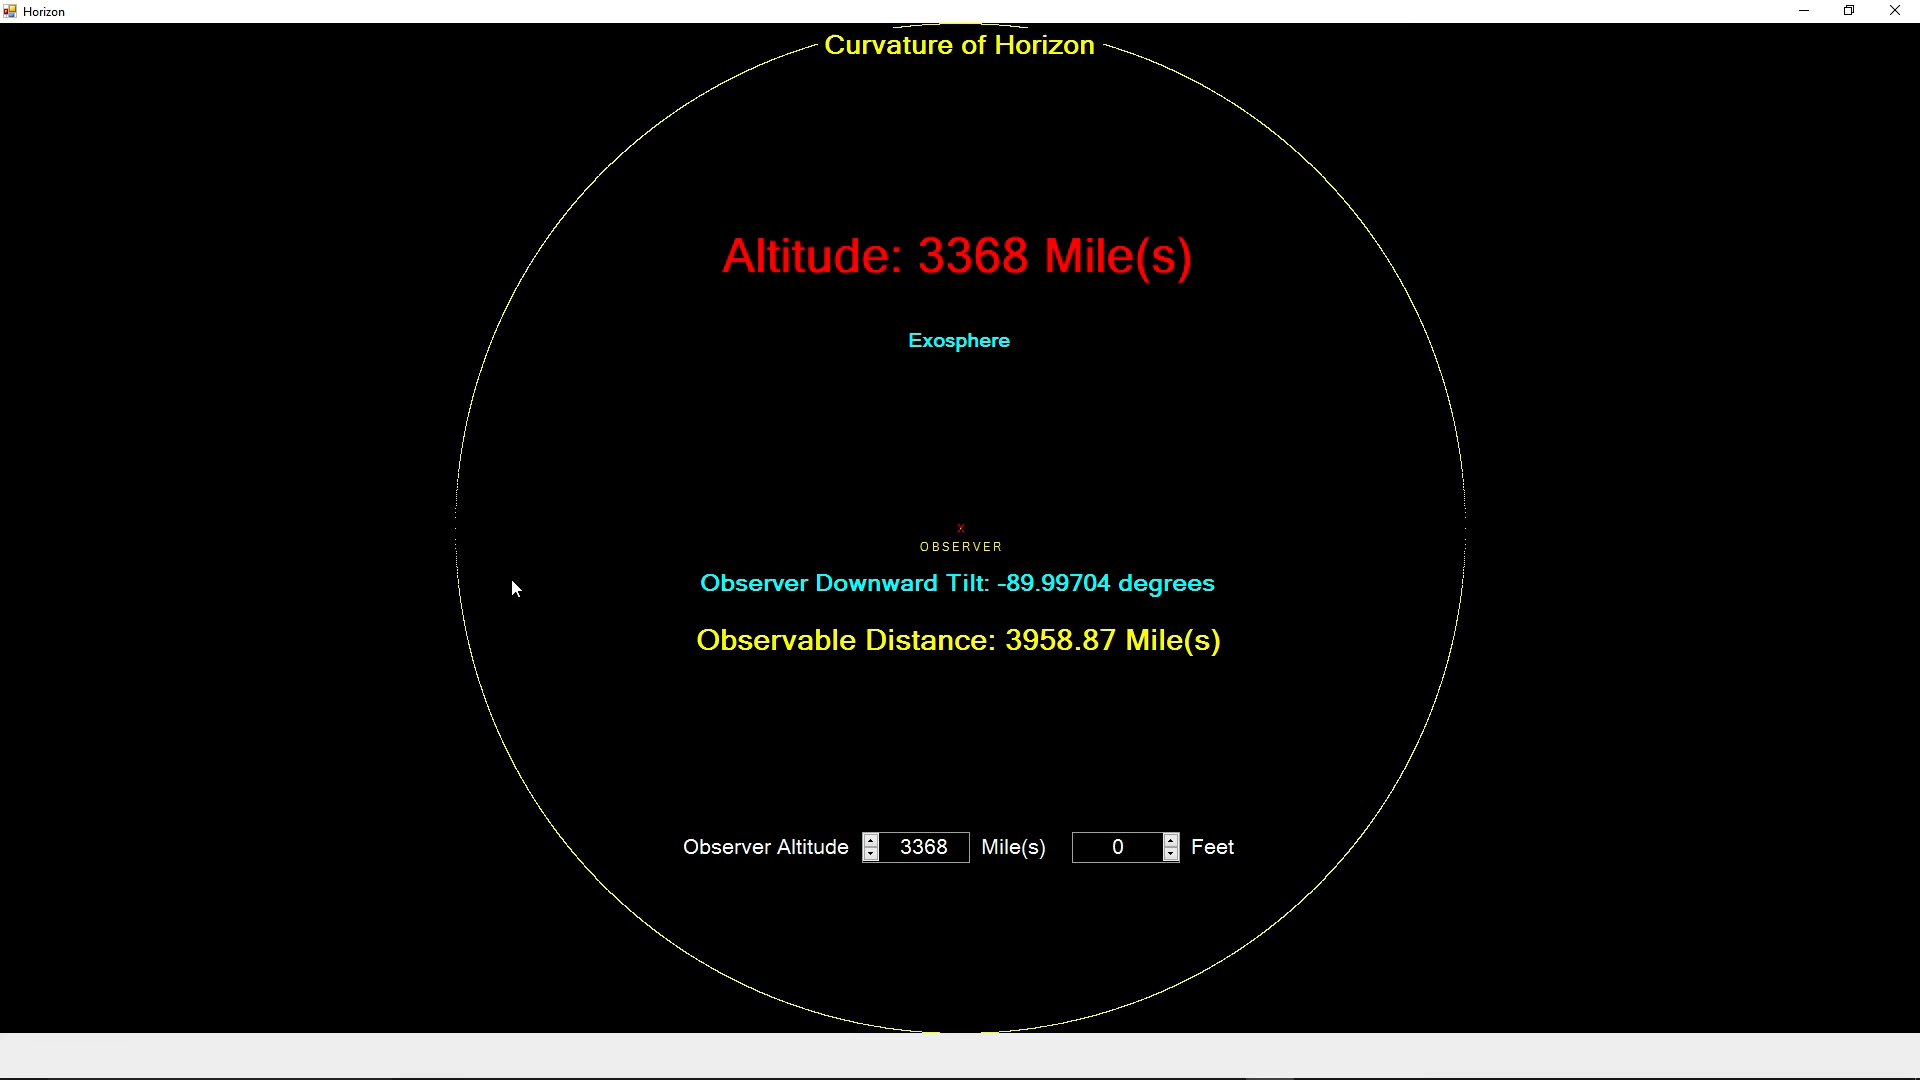 Horizon
Curvature of Horizon
Altitude: 3368 Mile(s)
Exosphere
x
OBSERVER
Observer Downward Tilt: -89.99704 degrees
Observable Distance: 3958.87 Mile(s)
Observer Altitude 3368 Mile(s) 0 Feet